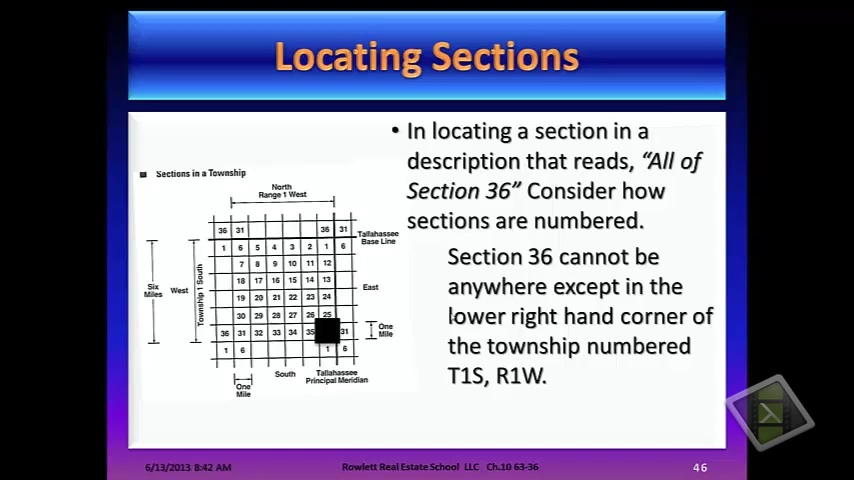 Locating Sections
• In locating a section in a
description that reads, “All of
Section 36” Consider how
sections are numbered.
Section 36 cannot be
anywhere except in the
lower right hand corner of
the township numbered
T1S, R1W.
Sections in a Township
North
Range 1 West
36 31 36 31
Tallahassee
Base Line
1 6 5 4 3 2 1 6
7 8 9 10 11 12
18 17 16 15 14 13
19 20 21 22 23 24
30 29 28 27 26 25
36 31 32 33 34 35 31
1 6 1 6
Six
Miles
West
Township 1 South
East
One
Mile
South
Tallahassee
Principal Meridian
One
Mile
6/13/2013 8:42 AM
Rowlett Real Estate School LLC Ch.10 63-36
46